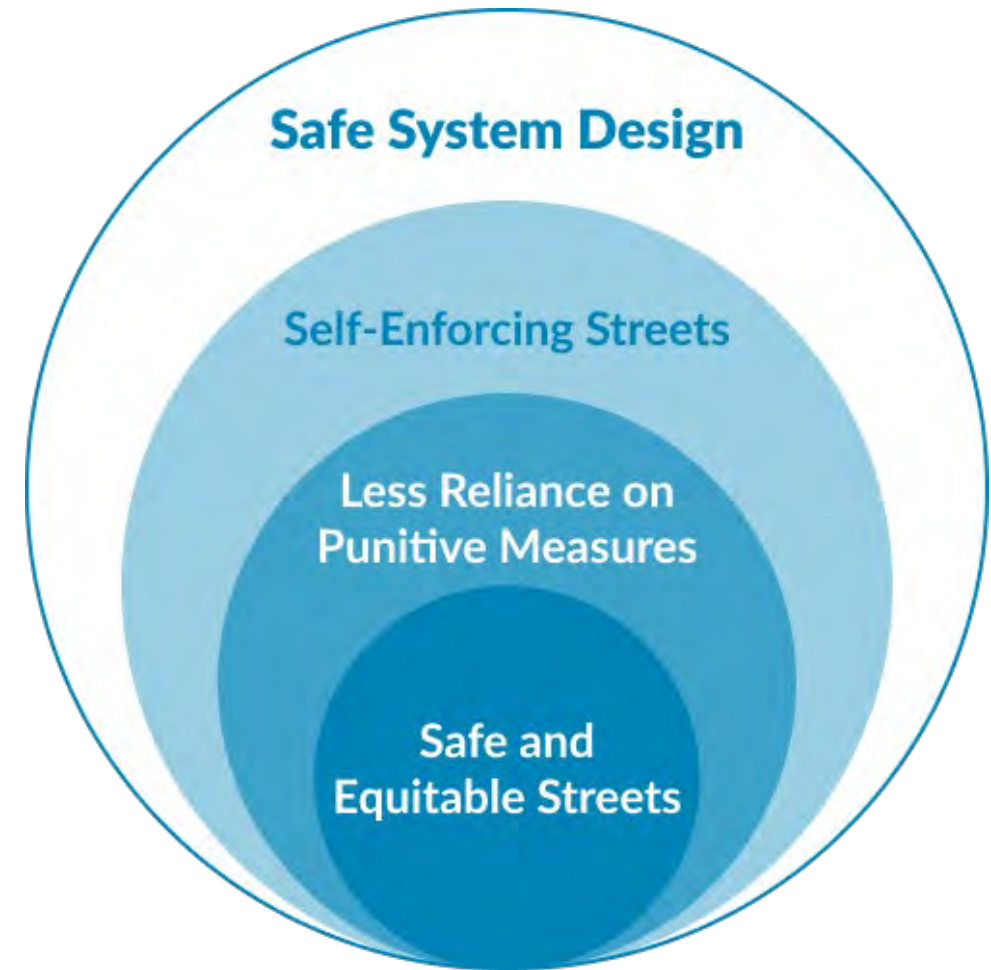 Safe System Design
Self-Enforcing Streets
Less Reliance on
Punitive Measures
Safe and
Equitable Streets